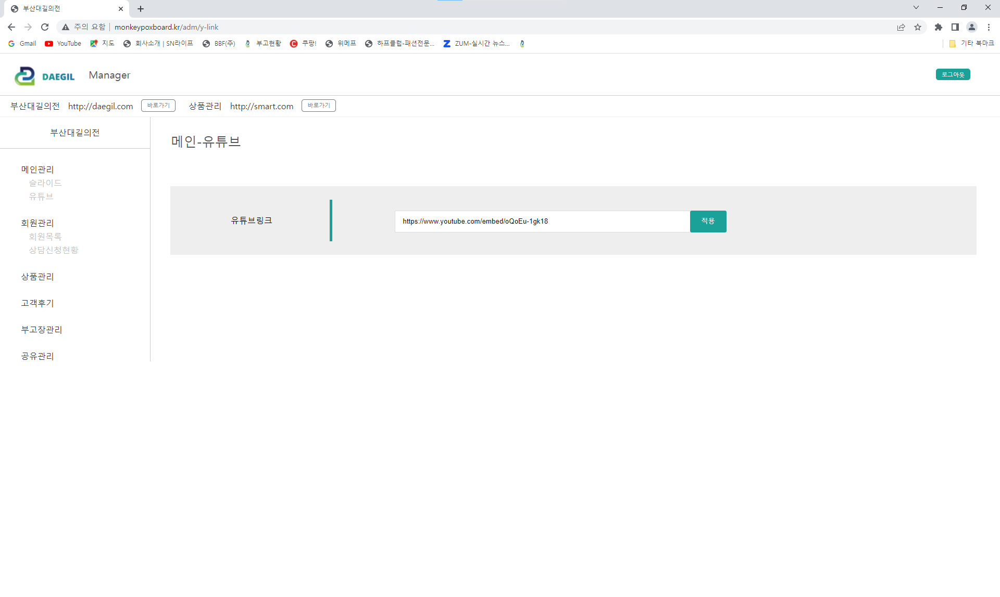 부산대길의전
주의 요함 | monkeypoxboard.kr/adm/y-link
Gmail YouTube 지도 회사소개 | SN라이프 BBF(주) 부고현황 쿠팡! 위메프 하프클럽-패션전문... ZUM-실시간 뉴스... 기타 북마크
DAEGIL Manager 로그아웃
부산대길의전 http://daegil.com 바로가기 상품관리 http://smart.com 바로가기
부산대길의전
메인-유튜브
메인관리
슬라이드
유튜브
회원관리
회원목록
상담신청현황
상품관리
고객후기
부고장관리
공유관리
유튜브링크 https://www.youtube.com/embed/oQoEu-1gk18 적용